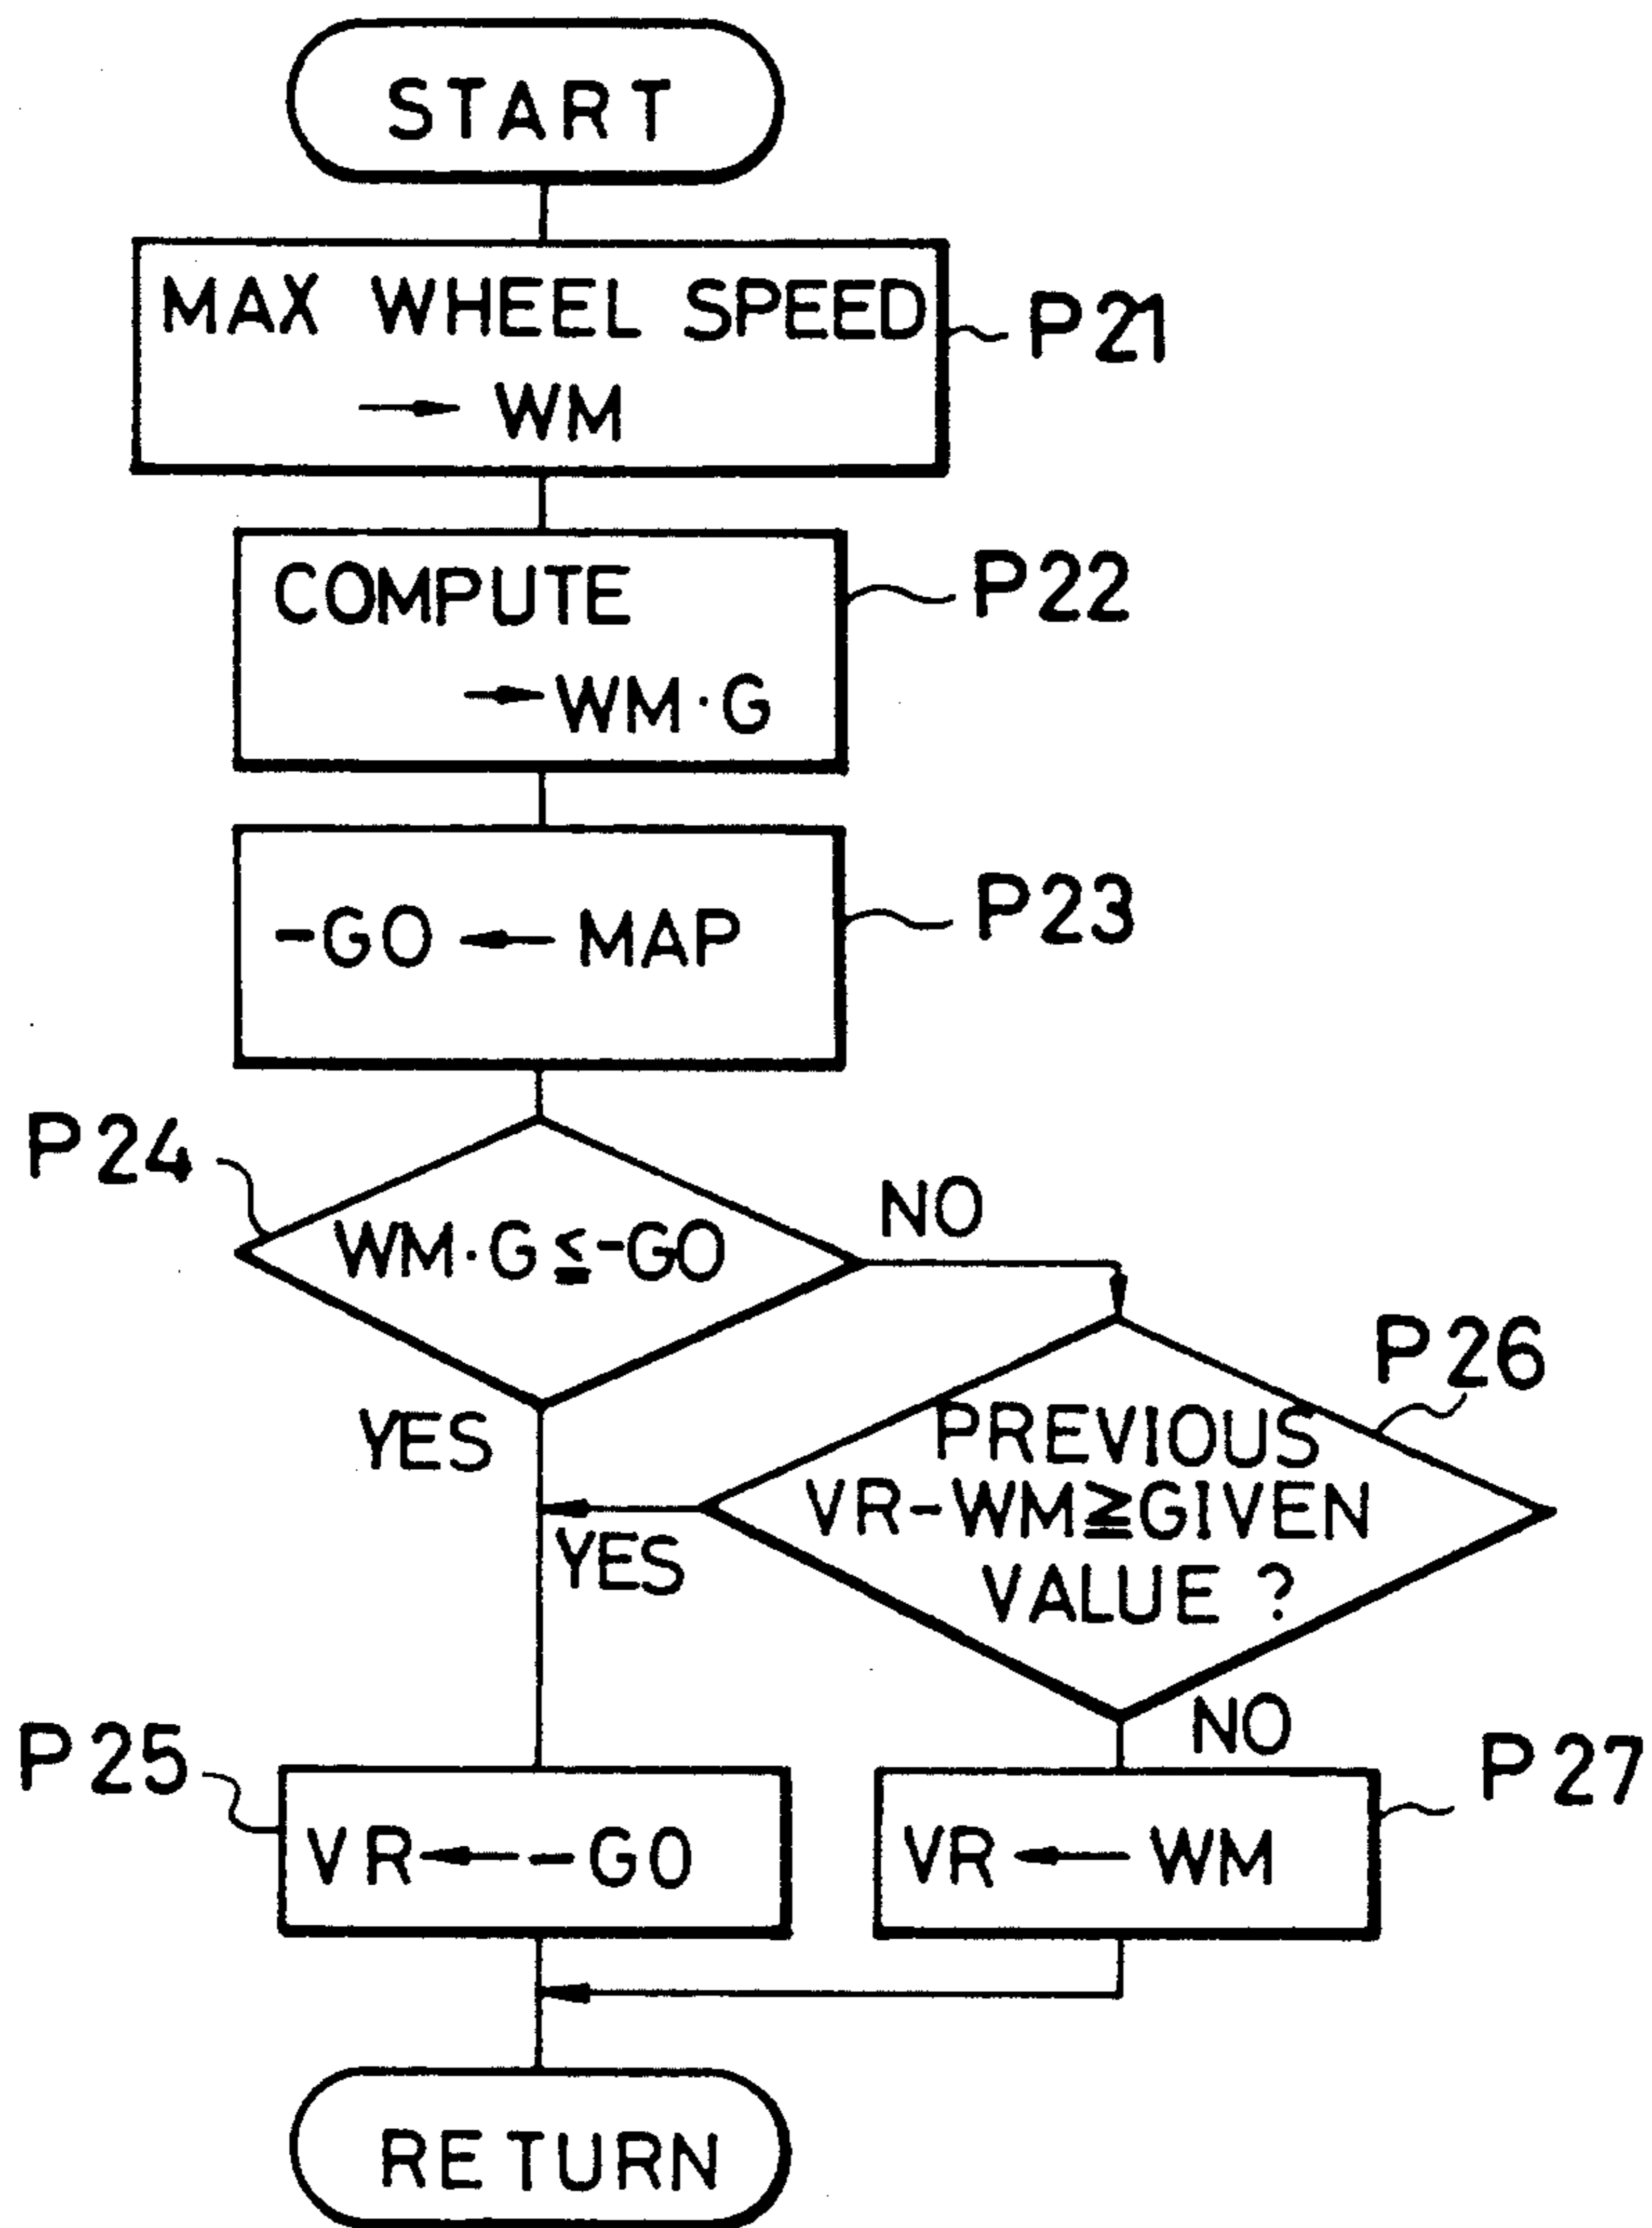 START
MAX WHEEL SPEED
→ WM
P21
COMPUTE
→ WM·G
P22
-GO ← MAP
P23
P24
WM·G ≦ -GO
NO
YES
P26
PREVIOUS
VR-WM≧GIVEN
VALUE ?
YES
NO
P25
VR ← -GO
P27
VR ← WM
RETURN